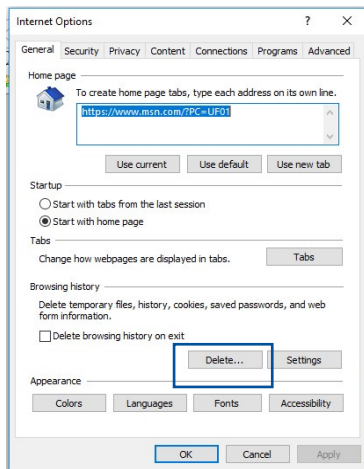 Internet Options ? X
General Security Privacy Content Connections Programs Advanced
Home page
To create home page tabs, type each address on its own line.
https://www.msn.com/?PC=UF01
Use current Use default Use new tab
Startup
Start with tabs from the last session
Start with home page
Tabs
Change how webpages are displayed in tabs. Tabs
Browsing history
Delete temporary files, history, cookies, saved passwords, and web
form information.
Delete browsing history on exit
Delete... Settings
Appearance
Colors Languages Fonts Accessibility
OK Cancel Apply